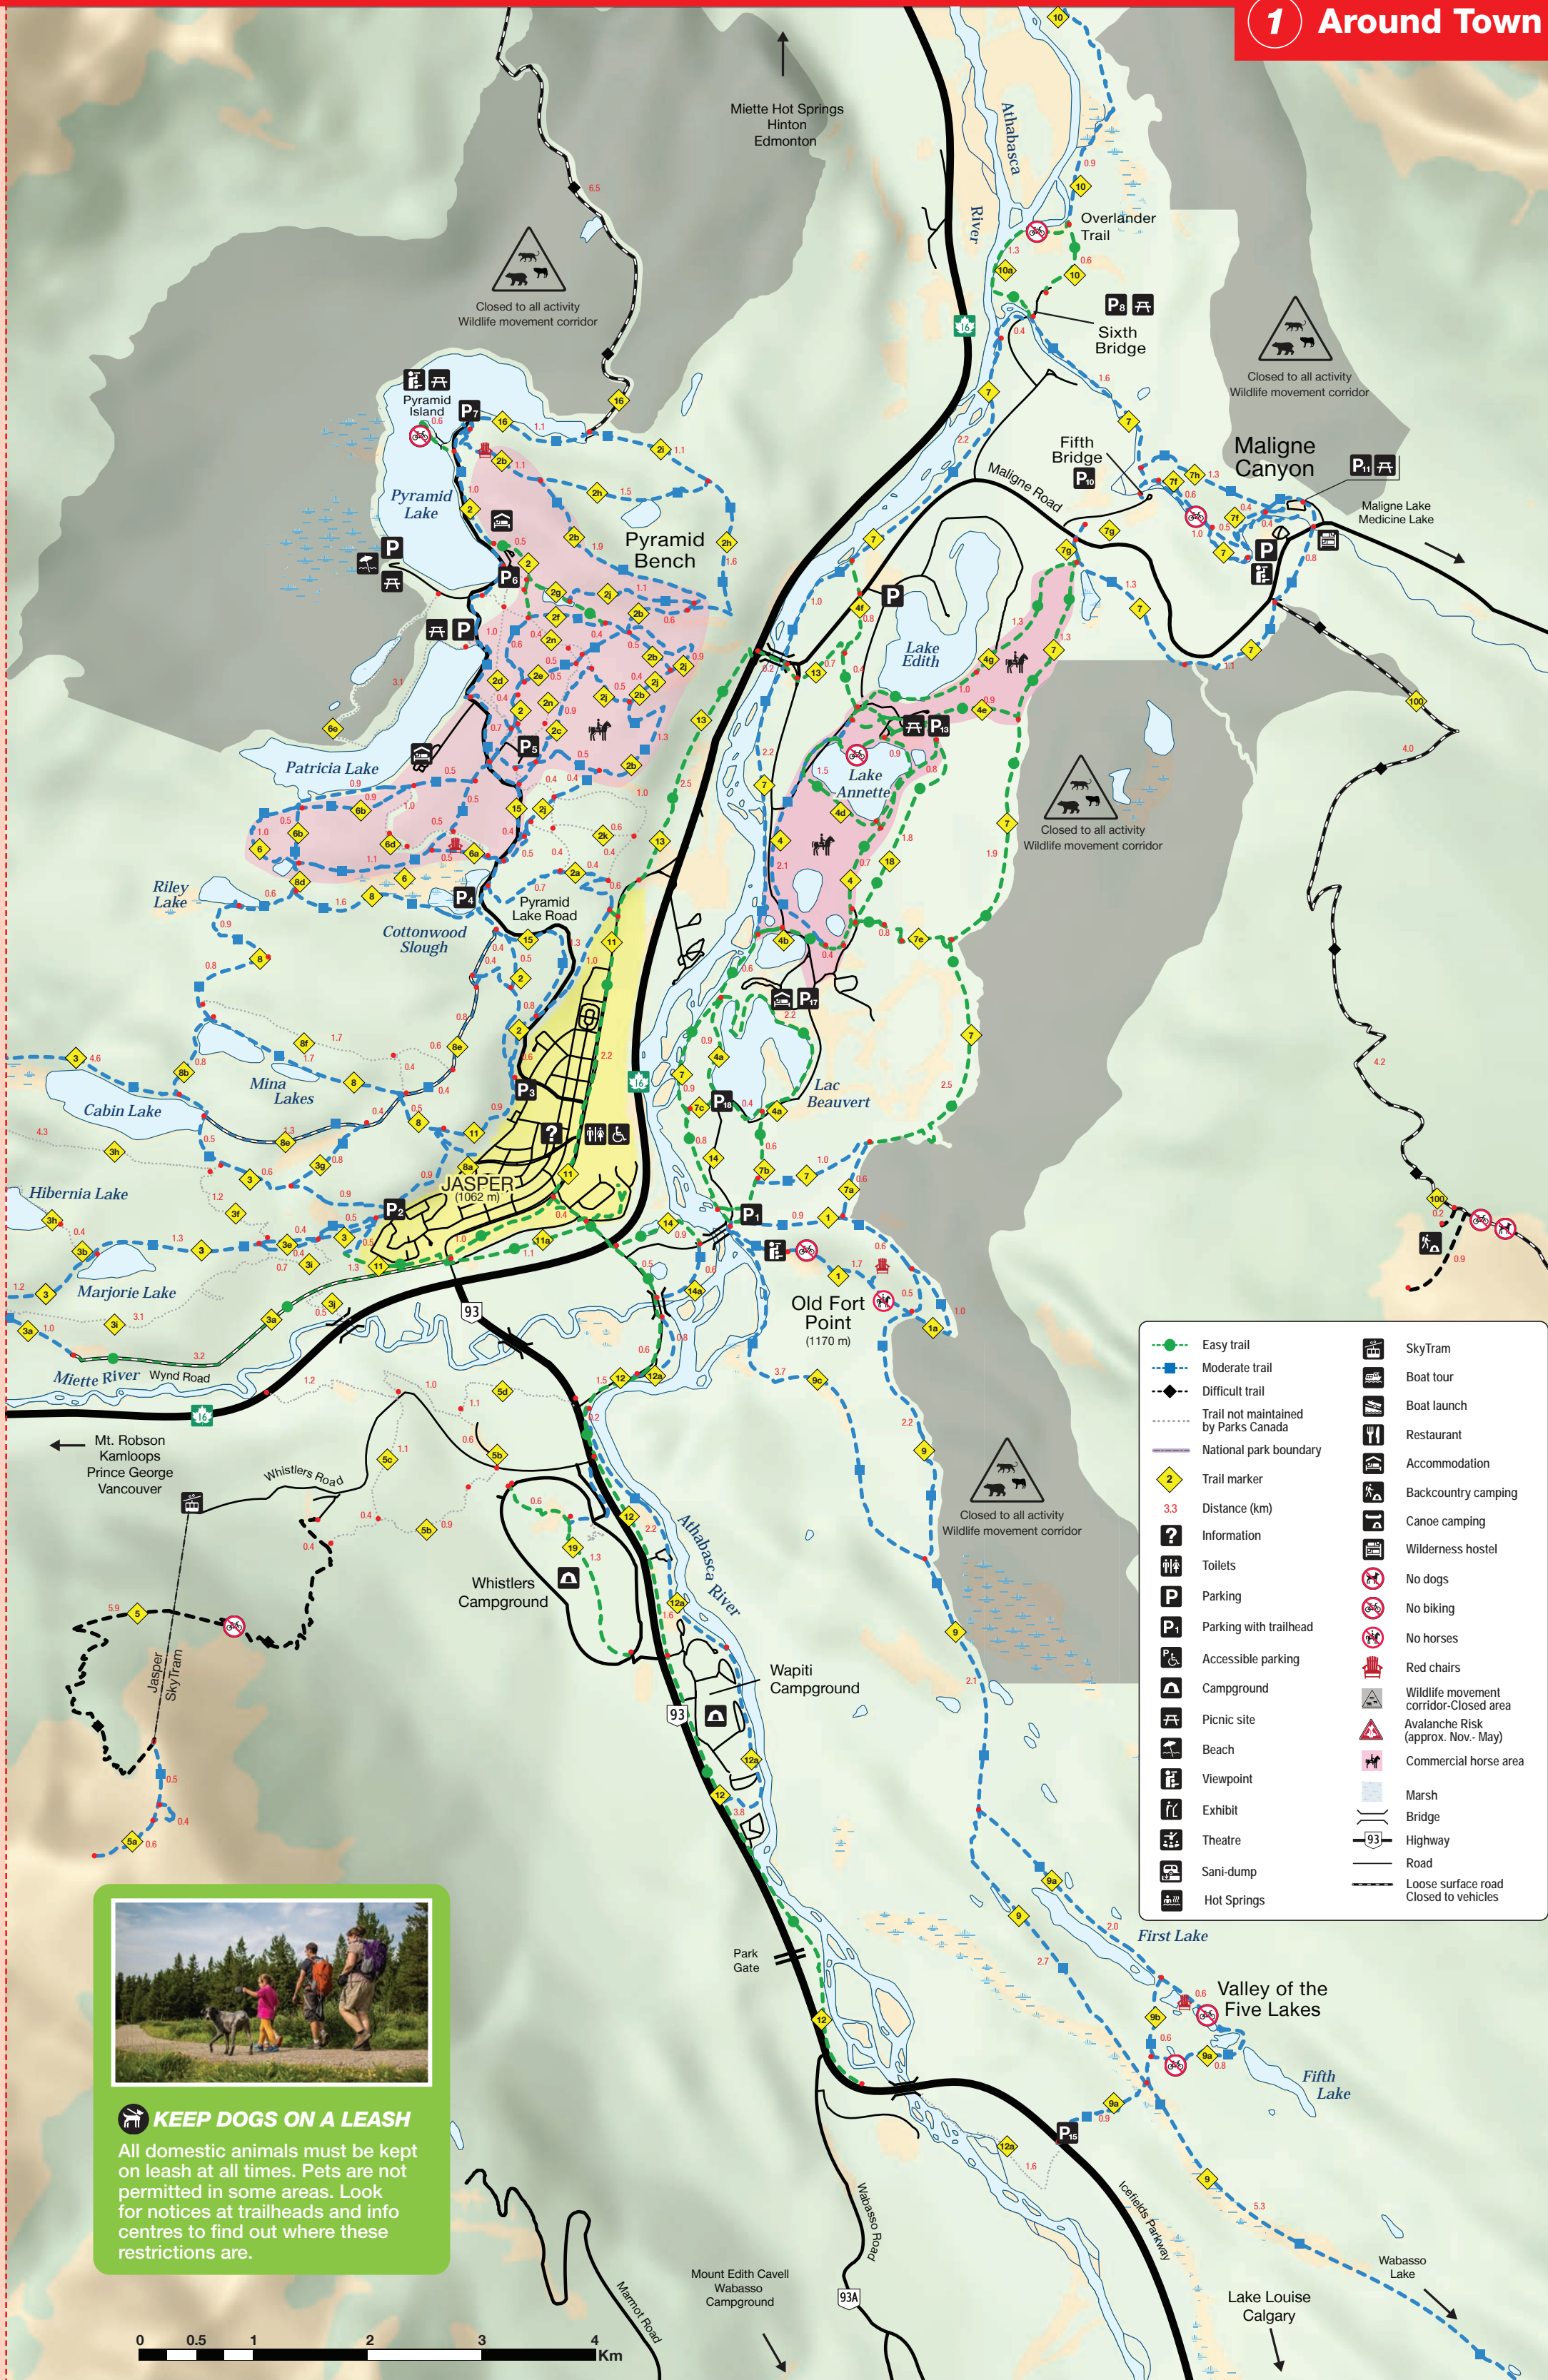 1 Around Town
Miette Hot Springs
Hinton
Edmonton
Athabasca
River
Overlander
Trail
Closed to all activity
Wildlife movement corridor
Sixth
Bridge
Closed to all activity
Wildlife movement corridor
Pyramid
Island
Pyramid
Lake
Fifth
Bridge
Maligne
Canyon
Maligne Road
Maligne Lake
Medicine Lake
Pyramid
Bench
Lake
Edith
Patricia Lake
Lake
Annette
Closed to all activity
Wildlife movement corridor
Riley
Lake
Pyramid
Lake Road
Cottonwood
Slough
Mina
Lakes
Cabin Lake
Lac
Beauvert
JASPER
(1062 m)
Hibernia Lake
Marjorie Lake
Old Fort
Point
(1170 m)
Miette River
Wynd Road
Mt. Robson
Kamloops
Prince George
Vancouver
Whistlers Road
Closed to all activity
Wildlife movement corridor
Whistlers
Campground
Athabasca River
Jasper
SkyTram
Wapiti
Campground
Park
Gate
First Lake
Valley of the
Five Lakes
Fifth
Lake
Icefields Parkway
Wabasso Road
Marmot Road
Mount Edith Cavell
Wabasso
Campground
Wabasso
Lake
Lake Louise
Calgary
16
16
16
93
93
93A
Easy trail
Moderate trail
Difficult trail
Trail not maintained
by Parks Canada
National park boundary
2 Trail marker
3.3 Distance (km)
? Information
Toilets
P Parking
P1 Parking with trailhead
P Accessible parking
Campground
Picnic site
Beach
Viewpoint
Exhibit
Theatre
Sani-dump
Hot Springs
SkyTram
Boat tour
Boat launch
Restaurant
Accommodation
Backcountry camping
Canoe camping
Wilderness hostel
No dogs
No biking
No horses
Red chairs
Wildlife movement
corridor-Closed area
Avalanche Risk
(approx. Nov.- May)
Commercial horse area
Marsh
Bridge
93 Highway
Road
Loose surface road
Closed to vehicles
KEEP DOGS ON A LEASH
All domestic animals must be kept
on leash at all times. Pets are not
permitted in some areas. Look
for notices at trailheads and info
centres to find out where these
restrictions are.
0 0.5 1 2 3 4
Km